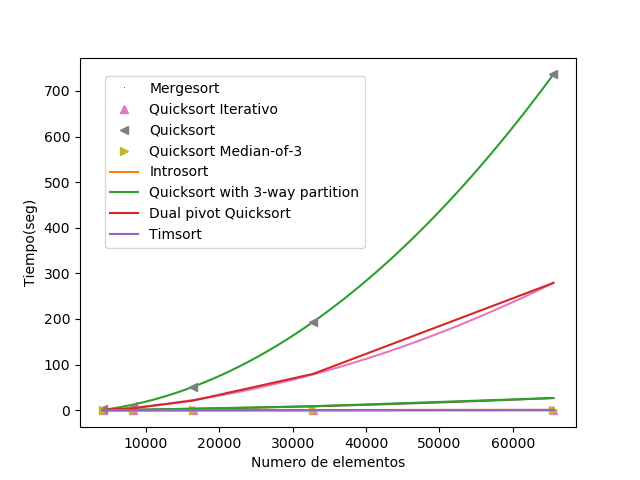 Mergesort
Quicksort Iterativo
Quicksort
Quicksort Median-of-3
Introsort
Quicksort with 3-way partition
Dual pivot Quicksort
Timsort
Tiempo(seg)
700
600
500
400
300
200
100
0
10000 20000 30000 40000 50000 60000
Numero de elementos